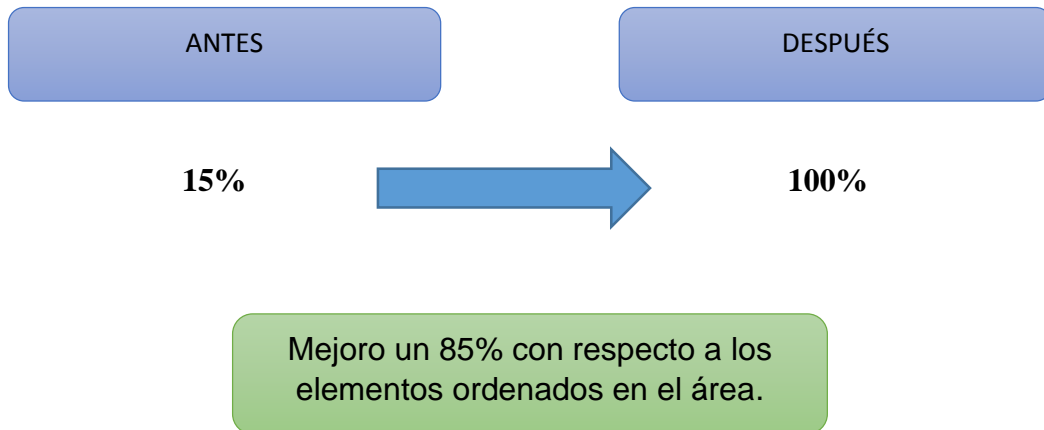 ANTES
DESPUÉS
15%
100%
Mejoro un 85% con respecto a los
elementos ordenados en el área.